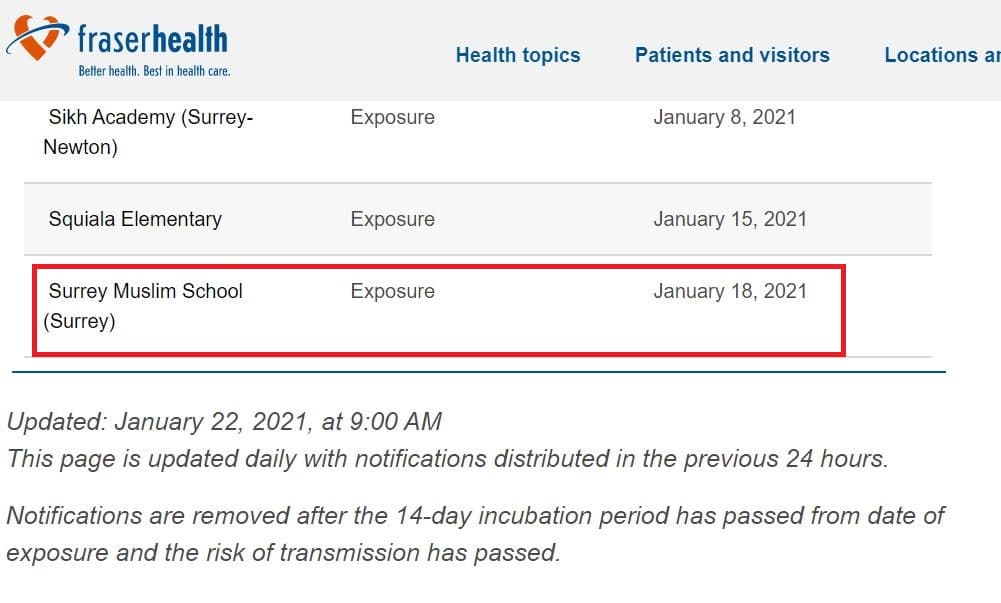 fraserhealth
Better health. Best in health care.
Health topics
Patients and visitors
Locations ar
Sikh Academy (Surrey-
Newton)
Exposure
January 8, 2021
Squiala Elementary
Exposure
January 15, 2021
Surrey Muslim School
(Surrey)
Exposure
January 18, 2021
Updated: January 22, 2021, at 9:00 AM
This page is updated daily with notifications distributed in the previous 24 hours.
Notifications are removed after the 14-day incubation period has passed from date of
exposure and the risk of transmission has passed.